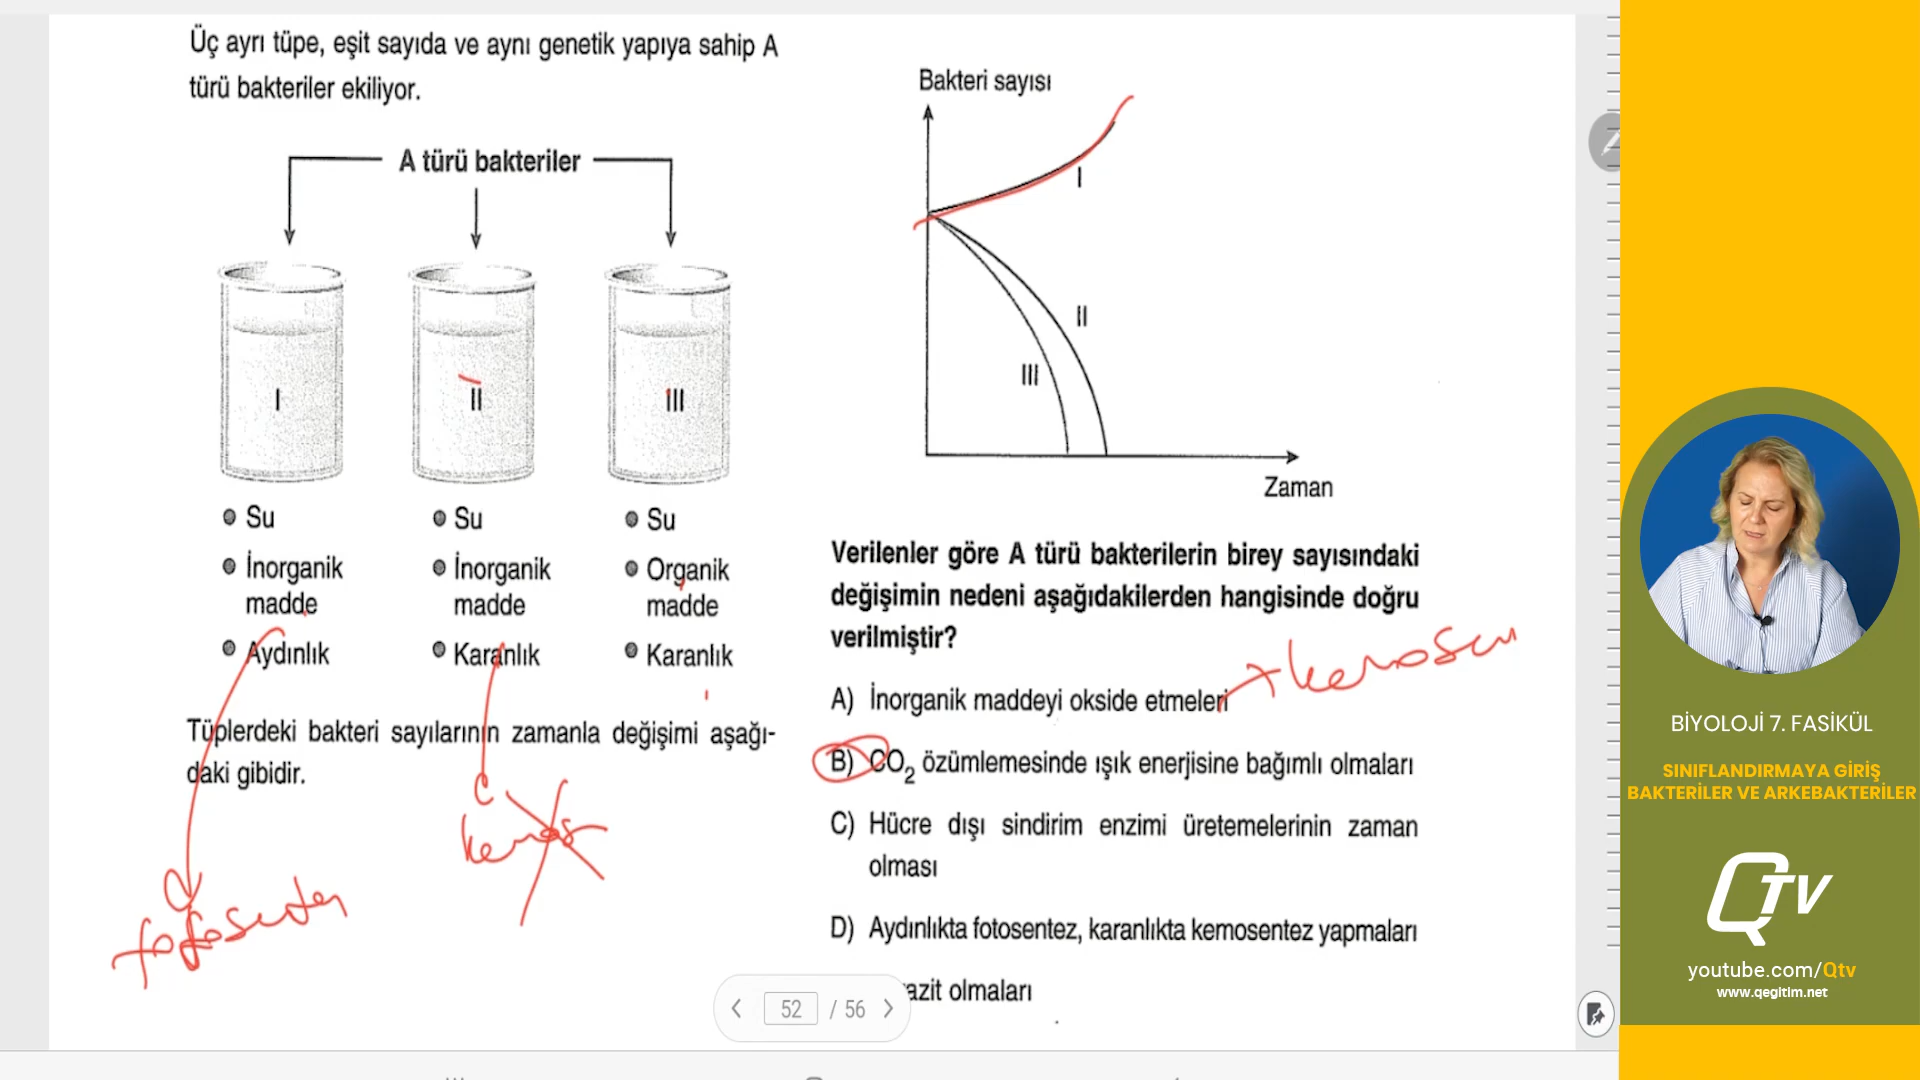 Üç ayrı tüpe, eşit sayıda ve aynı genetik yapıya sahip A
türü bakteriler ekiliyor.
A türü bakteriler
I
II
III
Su
İnorganik
madde
Aydınlık
Su
İnorganik
madde
Karanlık
Su
Organik
madde
Karanlık
Tüplerdeki bakteri sayılarının zamanla değişimi aşağı-
daki gibidir.
fotosentez
kemos
Bakteri sayısı
I
II
III
Zaman
Verilenler göre A türü bakterilerin birey sayısındaki
değişimin nedeni aşağıdakilerden hangisinde doğru
verilmiştir?
A) İnorganik maddeyi okside etmeleri
B) CO2 özümlemesinde ışık enerjisine bağımlı olmaları
C) Hücre dışı sindirim enzimi üretemelerinin zaman
olması
D) Aydınlıkta fotosentez, karanlıkta kemosentez yapmaları
azit olmaları
52 / 56
BİYOLOJİ 7. FASİKÜL
SINIFLANDIRMAYA GİRİŞ
BAKTERİLER VE ARKEBAKTERİLER
QTV
youtube.com/Qtv
www.qegitim.net